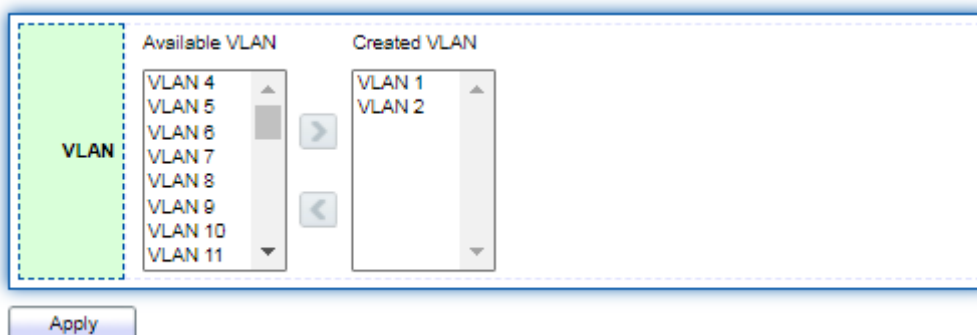 Available VLAN
Created VLAN
VLAN
VLAN 4
VLAN 5
VLAN 6
VLAN 7
VLAN 8
VLAN 9
VLAN 10
VLAN 11
VLAN 1
VLAN 2
Apply